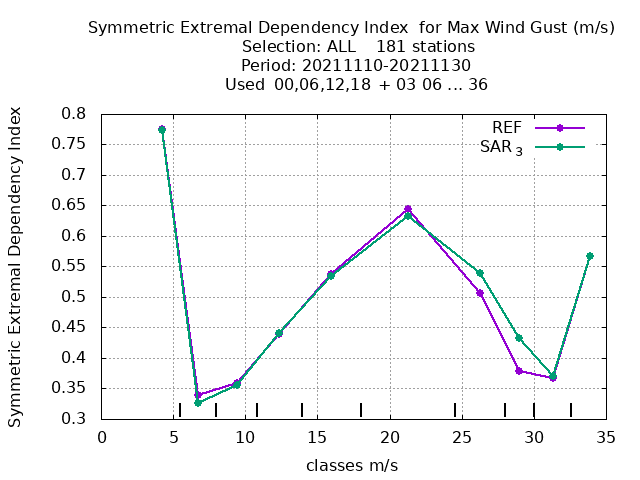 Symmetric Extremal Dependency Index  for Max Wind Gust (m/s)
Selection: ALL    181 stations
Period: 20211110-20211130
Used  00,06,12,18  + 03 06 ... 36
Symmetric Extremal Dependency Index
0.8
0.75
0.7
0.65
0.6
0.55
0.5
0.45
0.4
0.35
0.3
REF
SAR 3
0 5 10 15 20 25 30 35
classes m/s